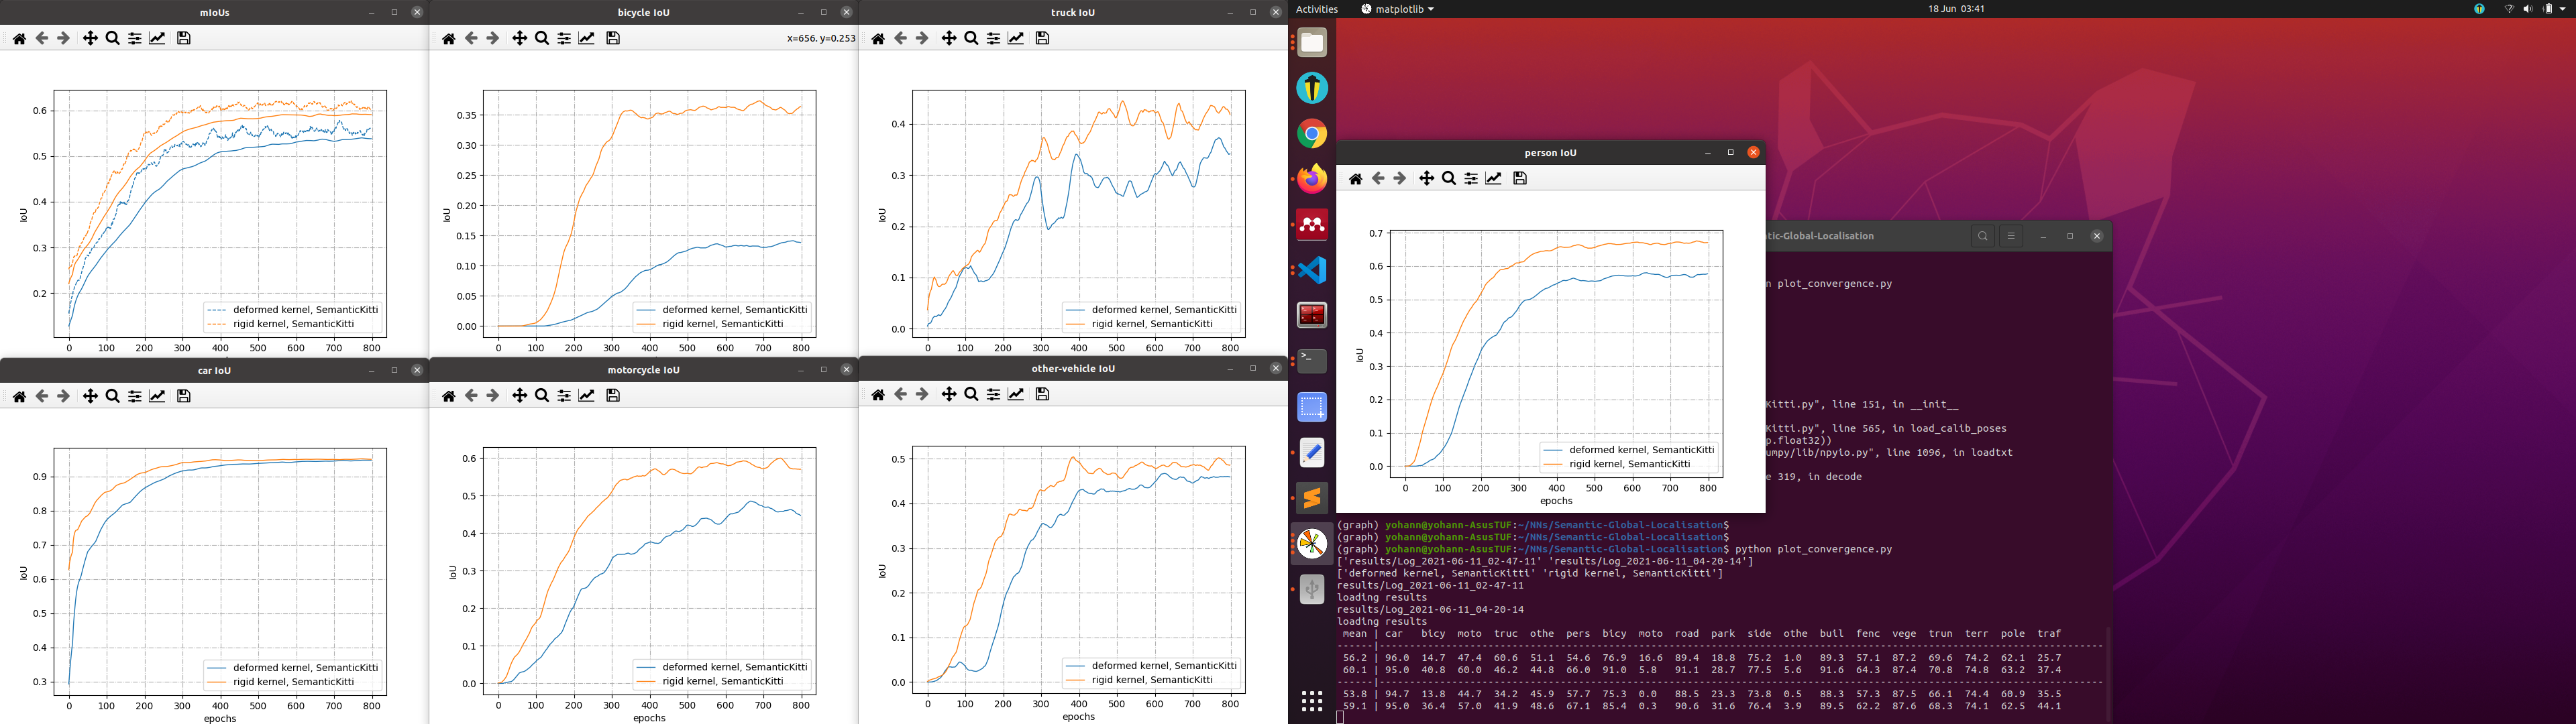 mIoUs
IoU
0.6
0.5
0.4
0.3
0.2
0 100 200 300 400 500 600 700 800
deformed kernel, SemanticKitti
rigid kernel, SemanticKitti
bicycle IoU
x=656. y=0.253
IoU
0.35
0.30
0.25
0.20
0.15
0.10
0.05
0.00
0 100 200 300 400 500 600 700 800
deformed kernel, SemanticKitti
rigid kernel, SemanticKitti
truck IoU
IoU
0.4
0.3
0.2
0.1
0.0
0 100 200 300 400 500 600 700 800
deformed kernel, SemanticKitti
rigid kernel, SemanticKitti
car IoU
IoU
0.9
0.8
0.7
0.6
0.5
0.4
0.3
deformed kernel, SemanticKitti
rigid kernel, SemanticKitti
0 100 200 300 400 500 600 700 800
epochs
motorcycle IoU
IoU
0.6
0.5
0.4
0.3
0.2
0.1
0.0
deformed kernel, SemanticKitti
rigid kernel, SemanticKitti
0 100 200 300 400 500 600 700 800
epochs
other-vehicle IoU
IoU
0.5
0.4
0.3
0.2
0.1
0.0
deformed kernel, SemanticKitti
rigid kernel, SemanticKitti
0 100 200 300 400 500 600 700 800
epochs
Activities matplotlib 18 Jun 03:41
person IoU
IoU
0.7
0.6
0.5
0.4
0.3
0.2
0.1
0.0
deformed kernel, SemanticKitti
rigid kernel, SemanticKitti
0 100 200 300 400 500 600 700 800
epochs
tic-Global-Localisation
n plot_convergence.py
Kitti.py", line 151, in __init__
Kitti.py", line 565, in load_calib_poses
p.float32))
umpy/lib/npyio.py", line 1096, in loadtxt
e 319, in decode
(graph) yohann@yohann-AsusTUF:~/NNs/Semantic-Global-Localisation$
(graph) yohann@yohann-AsusTUF:~/NNs/Semantic-Global-Localisation$
(graph) yohann@yohann-AsusTUF:~/NNs/Semantic-Global-Localisation$ python plot_convergence.py
['results/Log_2021-06-11_02-47-11' 'results/Log_2021-06-11_04-20-14']
['deformed kernel, SemanticKitti' 'rigid kernel, SemanticKitti']
results/Log_2021-06-11_02-47-11
loading results
results/Log_2021-06-11_04-20-14
loading results
mean | car bicy moto truc othe pers bicy moto road park side othe buil fenc vege trun terr pole traf
56.2 | 96.0 14.7 47.4 60.6 51.1 54.6 76.9 16.6 89.4 18.8 75.2 1.0 89.3 57.1 87.2 69.6 74.2 62.1 25.7
60.1 | 95.0 40.8 60.0 46.2 44.8 66.0 91.0 5.8 91.1 28.7 77.5 5.6 91.6 64.3 87.4 70.8 74.8 63.2 37.4
53.8 | 94.7 13.8 44.7 34.2 45.9 57.7 75.3 0.0 88.5 23.3 73.8 0.5 88.3 57.3 87.5 66.1 74.4 60.9 35.5
59.1 | 95.0 36.4 57.0 41.9 48.6 67.1 85.4 0.3 90.6 31.6 76.4 3.9 89.5 62.2 87.6 68.3 74.1 62.5 44.1